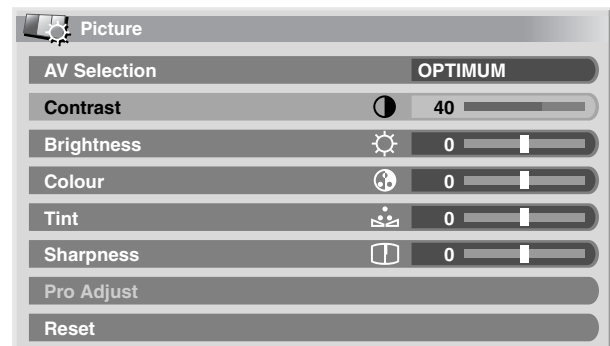 Picture
AV Selection OPTIMUM
Contrast 40
Brightness 0
Colour 0
Tint 0
Sharpness 0
Pro Adjust
Reset